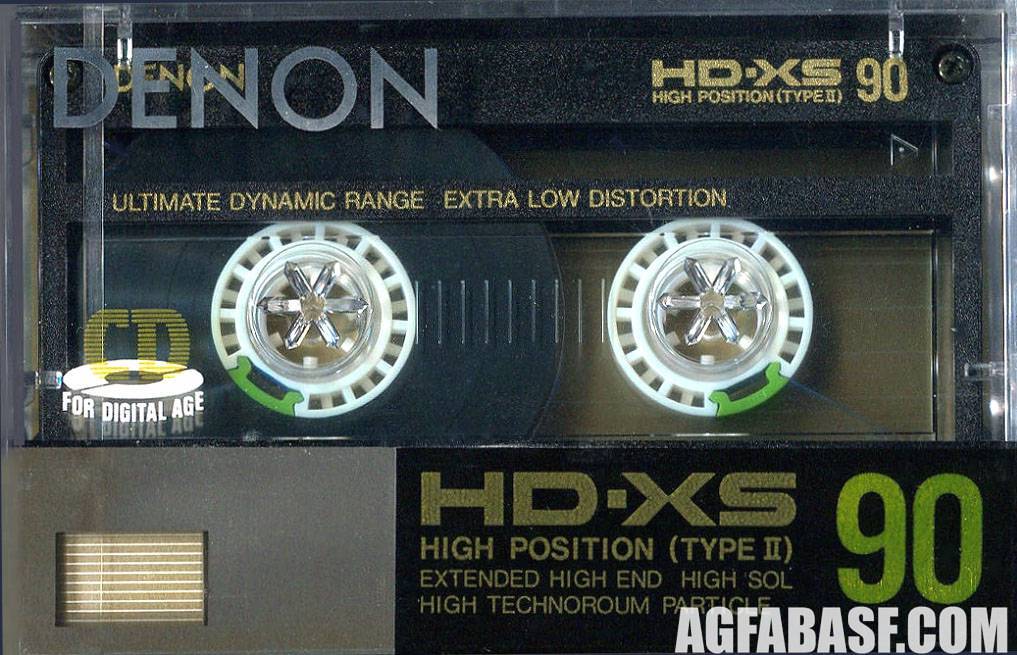 DENON
DENON
HD·XS 90
HIGH POSITION (TYPE II)
ULTIMATE DYNAMIC RANGE EXTRA LOW DISTORTION
CD
FOR DIGITAL AGE
HD·XS 90
HIGH POSITION (TYPE II)
EXTENDED HIGH END HIGH SOL
HIGH TECHNOROUM PARTICLE
AGFABASF.COM